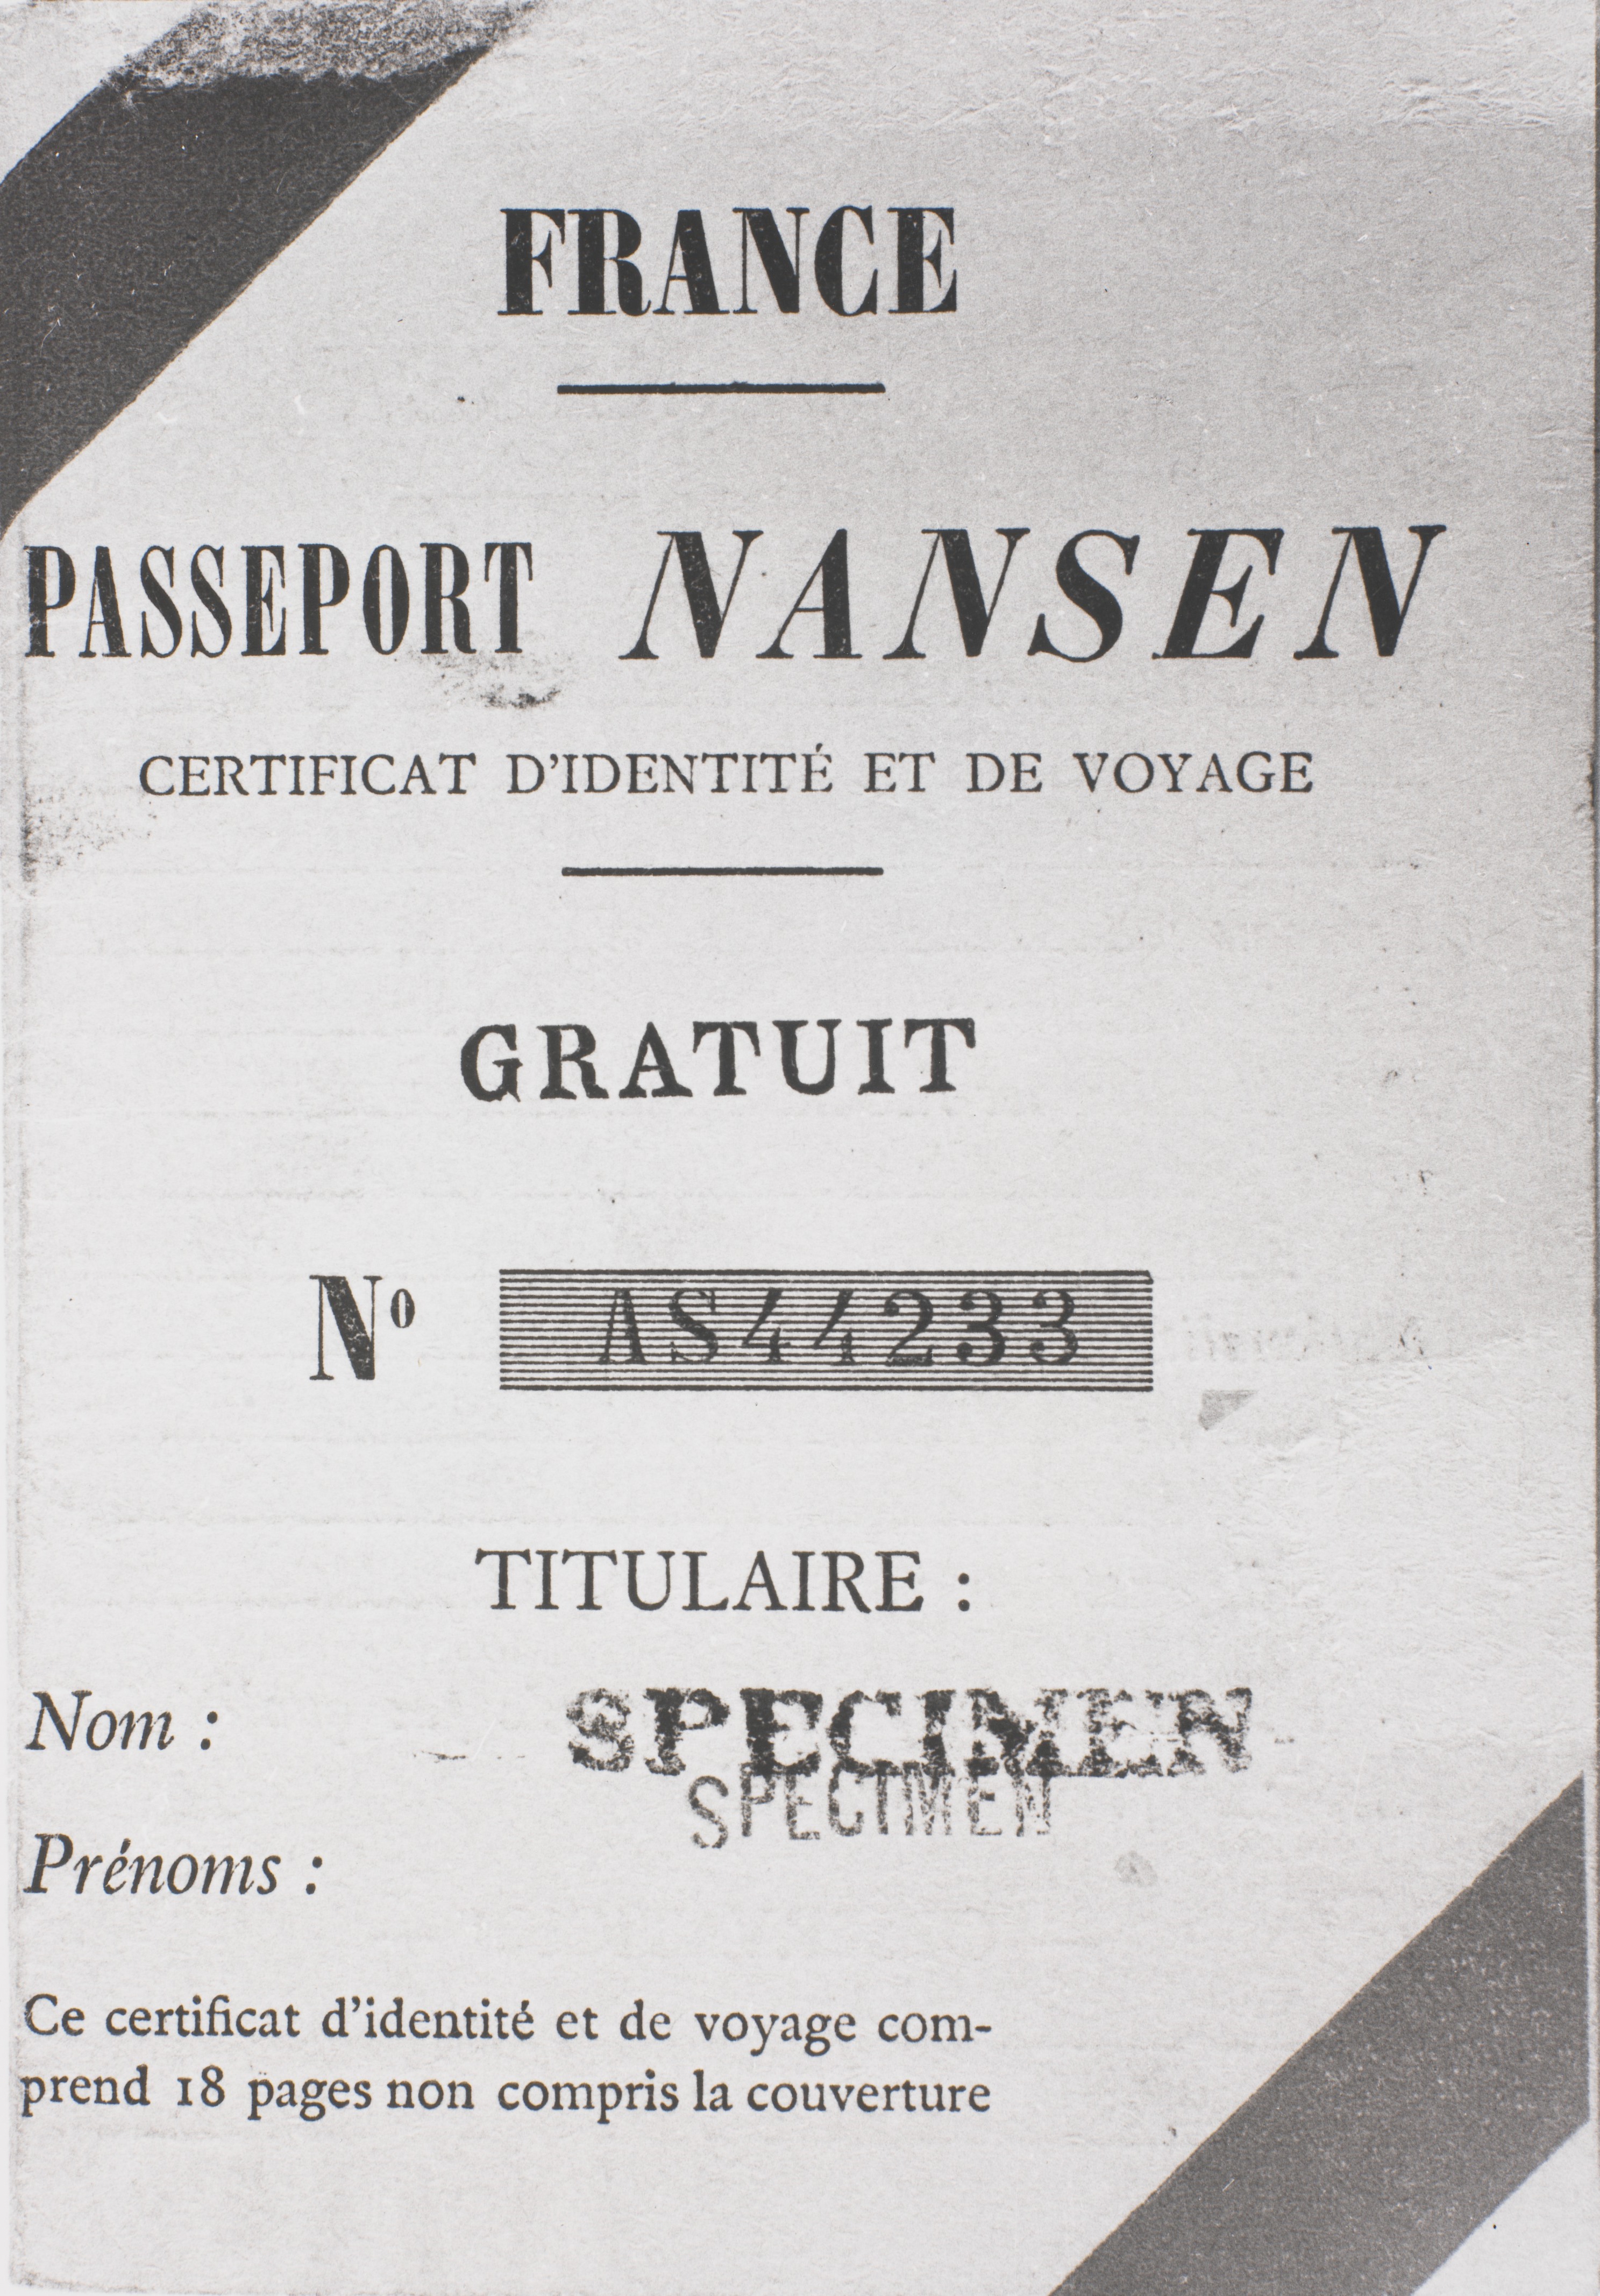 FRANCE
PASSEPORT NANSEN
CERTIFICAT D'IDENTITÉ ET DE VOYAGE
GRATUIT
Nº AS44233
TITULAIRE :
Nom : SPECIMEN
SPECIMEN
Prénoms :
Ce certificat d'identité et de voyage com-
prend 18 pages non compris la couverture